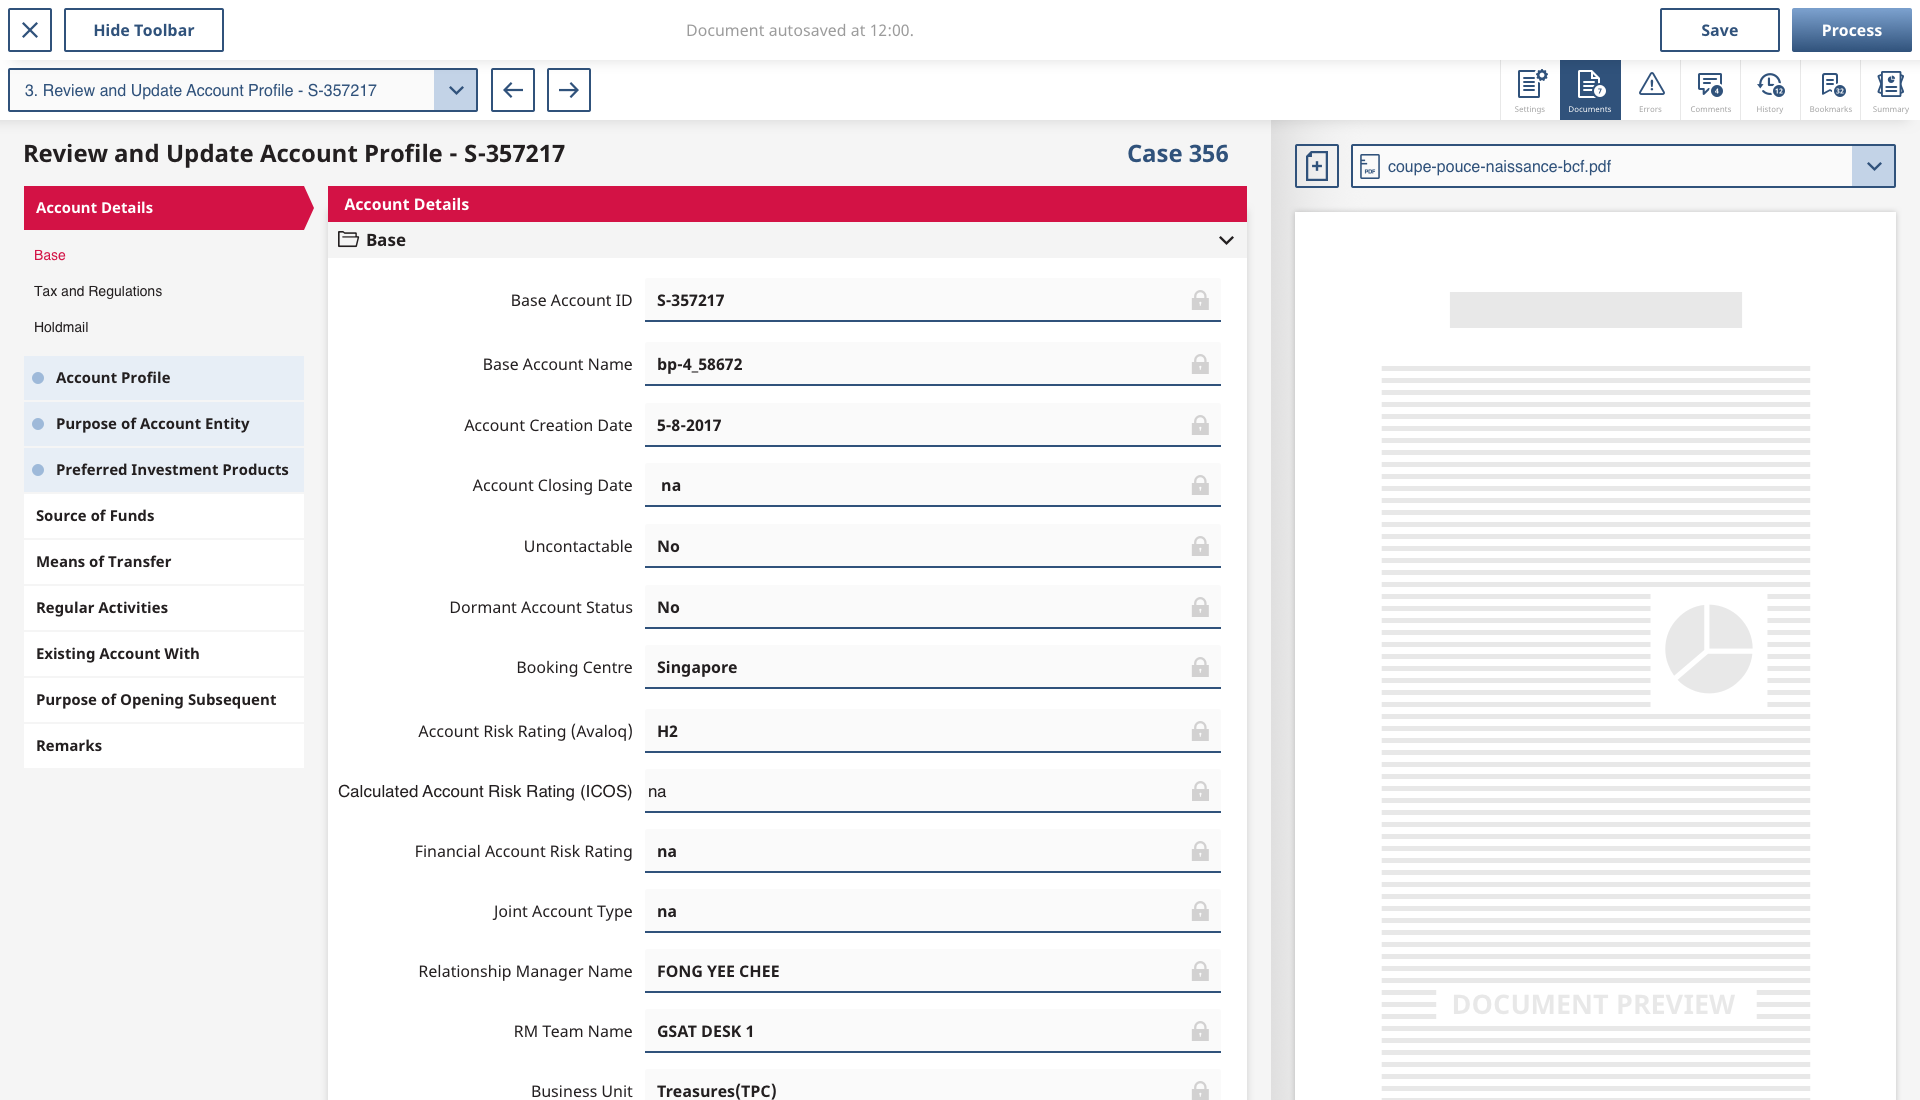 Hide Toolbar
Document autosaved at 12:00.
Save
Process
3. Review and Update Account Profile - S-357217
Settings
7
Documents
Errors
4
Comments
12
History
32
Bookmarks
Summary
Review and Update Account Profile - S-357217
Case 356
PDF
coupe-pouce-naissance-bcf.pdf
Account Details
Base
Tax and Regulations
Holdmail
Account Profile
Purpose of Account Entity
Preferred Investment Products
Source of Funds
Means of Transfer
Regular Activities
Existing Account With
Purpose of Opening Subsequent
Remarks
Account Details
Base
Base Account ID S-357217
Base Account Name bp-4_58672
Account Creation Date 5-8-2017
Account Closing Date na
Uncontactable No
Dormant Account Status No
Booking Centre Singapore
Account Risk Rating (Avaloq) H2
Calculated Account Risk Rating (ICOS) na
Financial Account Risk Rating na
Joint Account Type na
Relationship Manager Name FONG YEE CHEE
RM Team Name GSAT DESK 1
Business Unit Treasures(TPC)
DOCUMENT PREVIEW